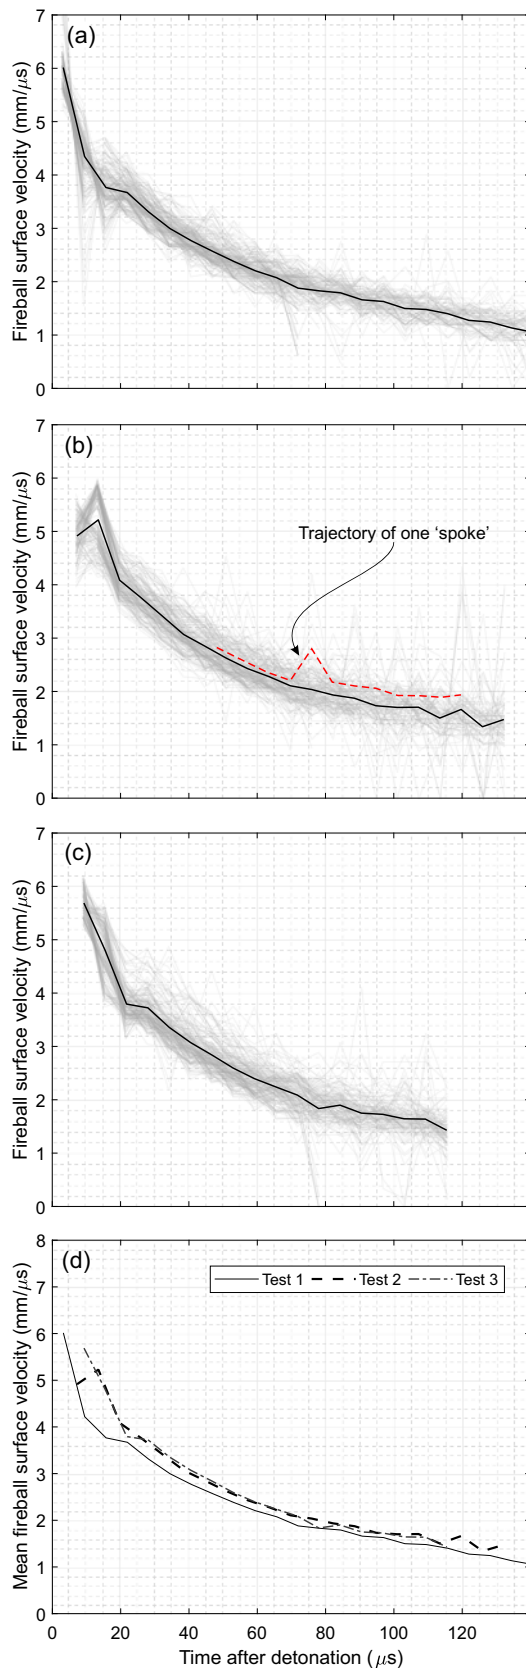 (a)
7
6
5
4
3
2
1
0
Fireball surface velocity (mm/μs)
(b)
7
6
5
4
3
2
1
0
Fireball surface velocity (mm/μs)
Trajectory of one ‘spoke’
(c)
7
6
5
4
3
2
1
0
Fireball surface velocity (mm/μs)
(d)
8
7
6
5
4
3
2
1
0
Mean fireball surface velocity (mm/μs)
Test 1 Test 2 Test 3
0 20 40 60 80 100 120
Time after detonation (μs)